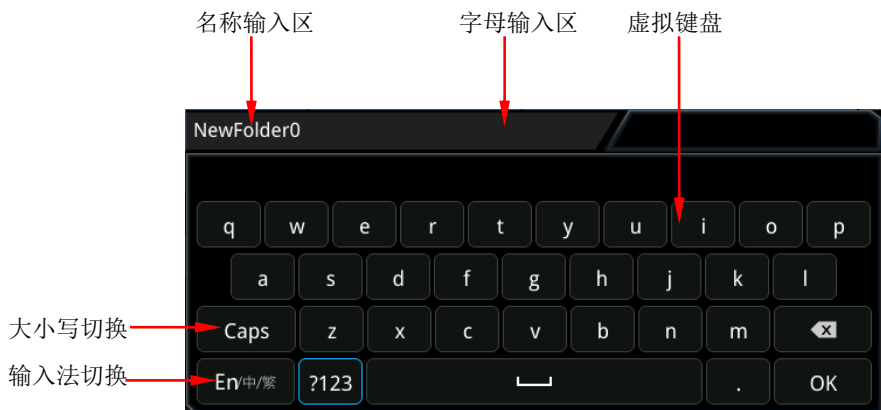 名称输入区 字母输入区 虚拟键盘
NewFolder0
q w e r t y u i o p
a s d f g h j k l
大小写切换 Caps z x c v b n m
输入法切换 En/中/繁 ?123 . OK